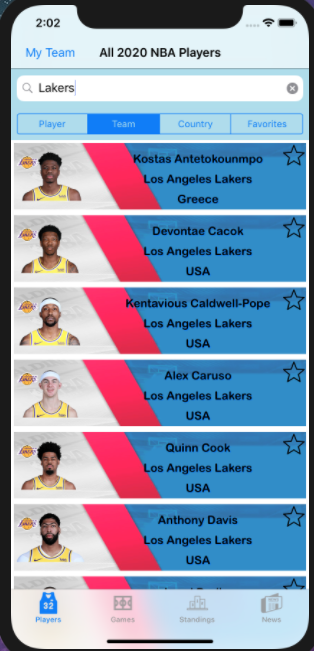 2:02
My Team
All 2020 NBA Players
Lakers
Player
Team
Country
Favorites
Kostas Antetokounmpo
Los Angeles Lakers
Greece
Devontae Cacok
Los Angeles Lakers
USA
Kentavious Caldwell-Pope
Los Angeles Lakers
USA
Alex Caruso
Los Angeles Lakers
USA
Quinn Cook
Los Angeles Lakers
USA
Anthony Davis
Los Angeles Lakers
USA
32
Players
Games
Standings
News